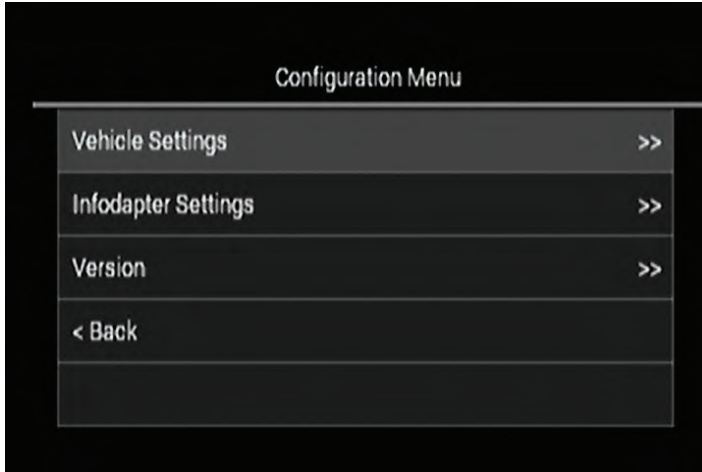 Configuration Menu
Vehicle Settings >>
Infodapter Settings >>
Version >>
< Back